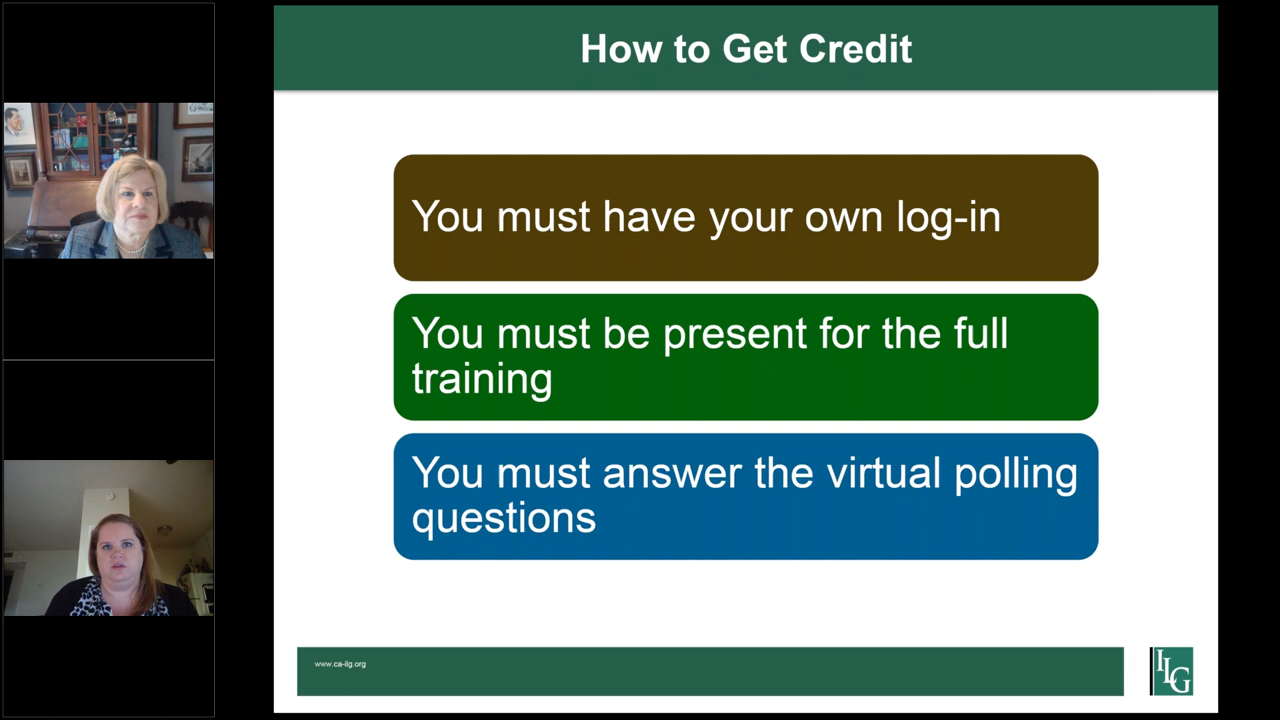 How to Get Credit
You must have your own log-in
You must be present for the full
training
You must answer the virtual polling
questions
www.ca-ilg.org
ILG